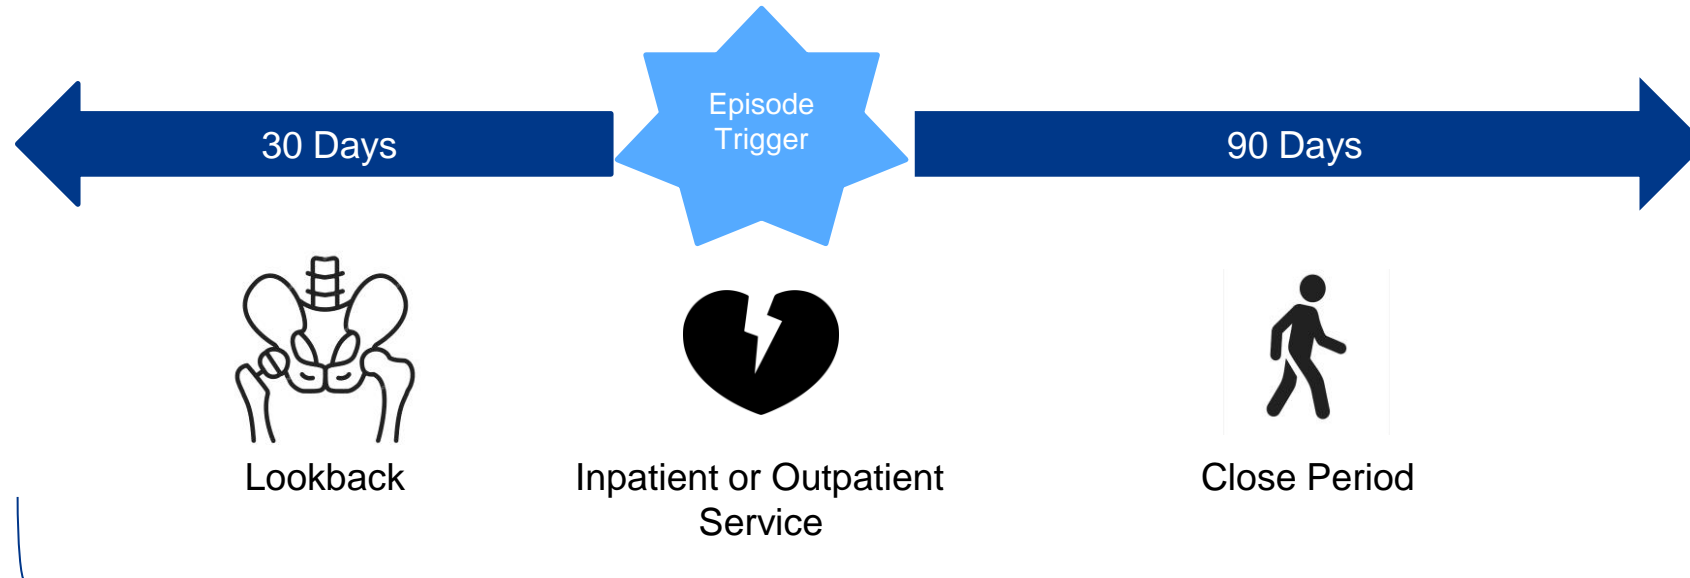 Episode
Trigger
30 Days
90 Days
Lookback
Inpatient or Outpatient
Service
Close Period